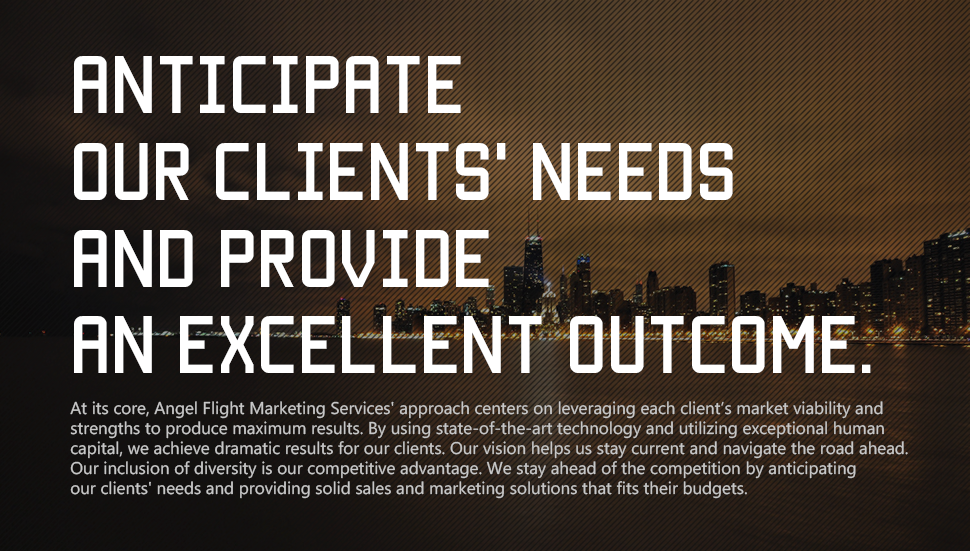 ANTICIPATE
OUR CLIENTS' NEEDS
AND PROVIDE
AN EXCELLENT OUTCOME.
At its core, Angel Flight Marketing Services' approach centers on leveraging each client’s market viability and
strengths to produce maximum results. By using state-of-the-art technology and utilizing exceptional human
capital, we achieve dramatic results for our clients. Our vision helps us stay current and navigate the road ahead.
Our inclusion of diversity is our competitive advantage. We stay ahead of the competition by anticipating
our clients' needs and providing solid sales and marketing solutions that fits their budgets.